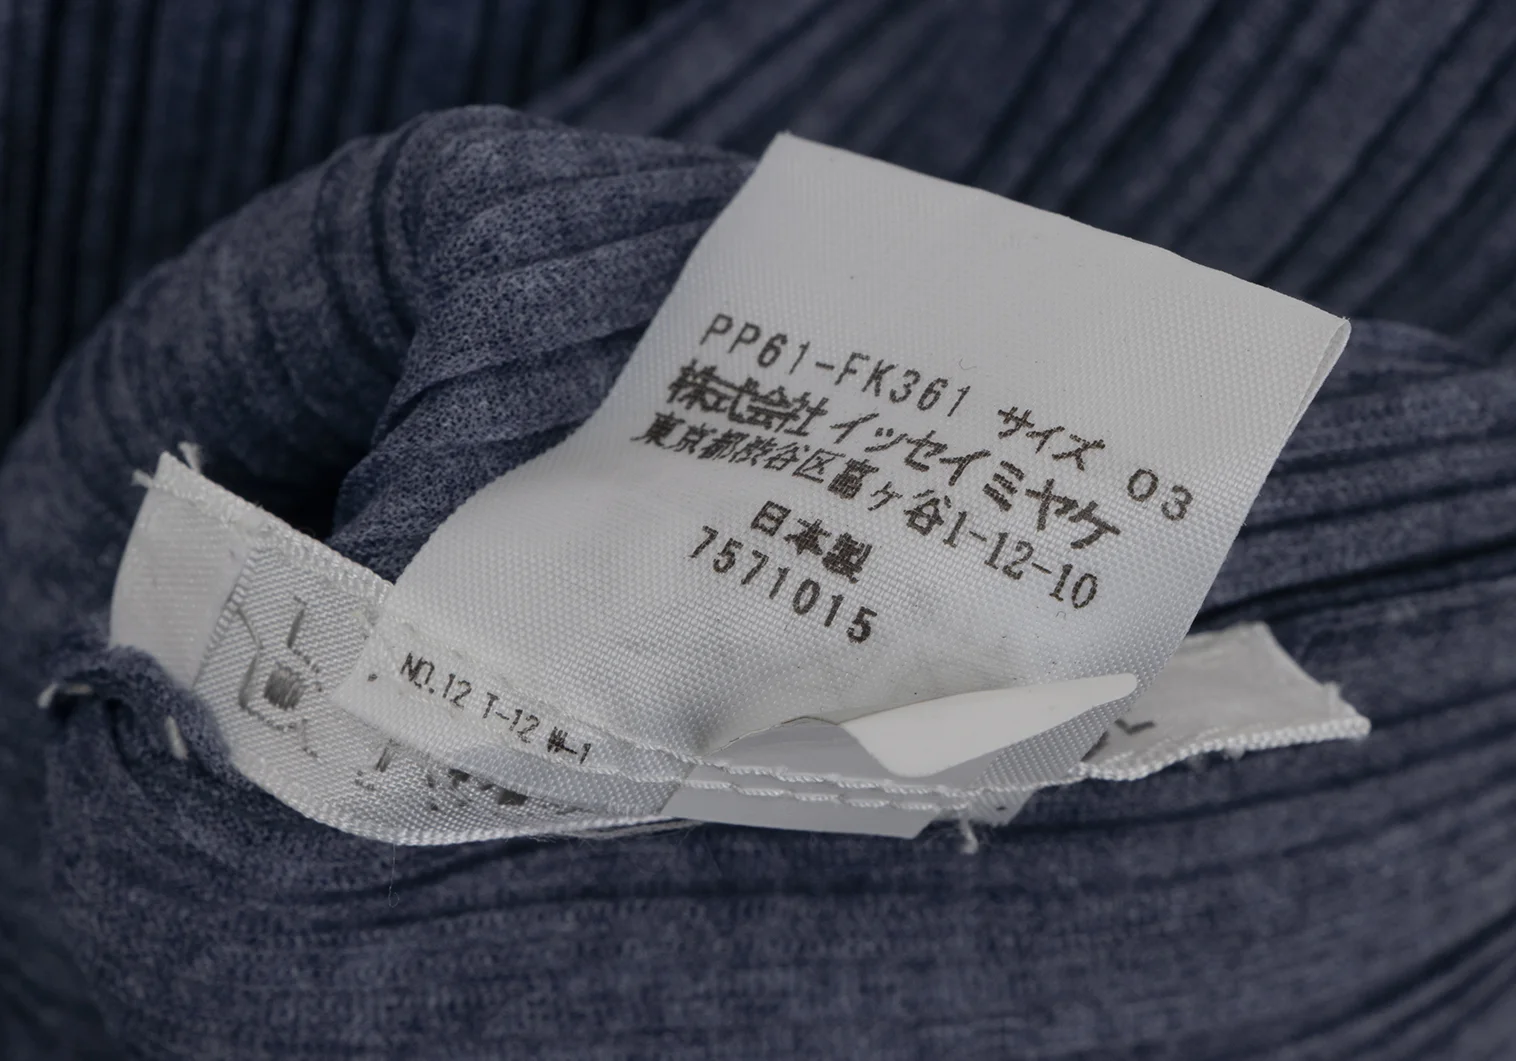 PP61-FK361 サイズ 03
株式会社 イッセイミヤケ
東京都渋谷区富ヶ谷1-12-10
日本製
7571015
NO.12 T-12 W-1